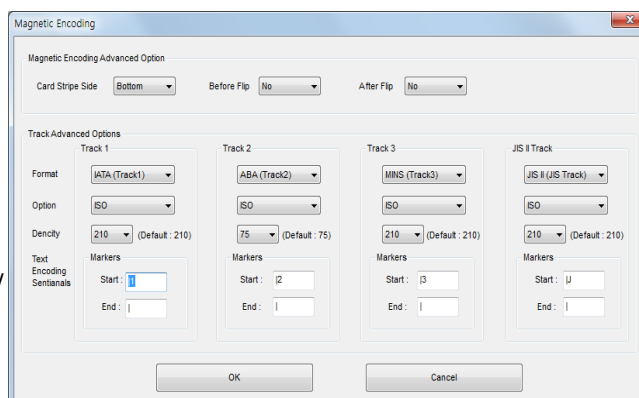 Magnetic Encoding
Magnetic Encoding Advanced Option
Card Stripe Side Bottom Before Flip No After Flip No
Track Advanced Options
Track 1 Track 2 Track 3 JIS II Track
Format IATA (Track1) ABA (Track2) MINS (Track3) JIS II (JIS Track)
Option ISO ISO ISO ISO
Dencity 210 (Default : 210) 75 (Default : 75) 210 (Default : 210) 210 (Default : 210)
Text Encoding Sentianals
Markers Markers Markers Markers
Start : |1 Start : |2 Start : |3 Start : |J
End : | End : | End : | End : |
OK Cancel